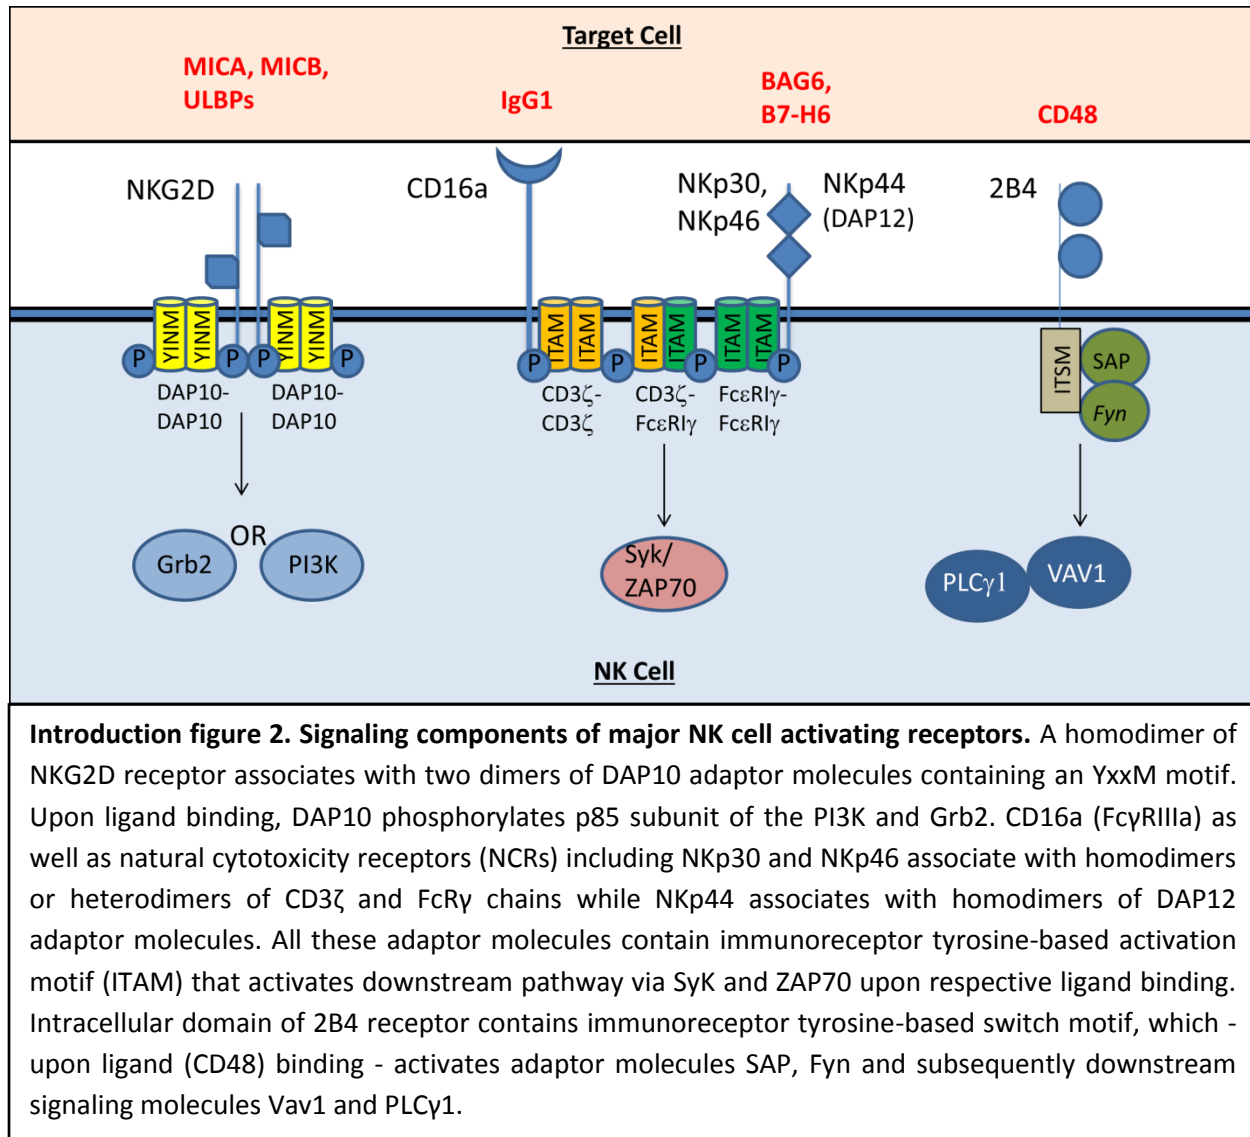 Target Cell
MICA, MICB,
ULBPs
IgG1
BAG6,
B7-H6
CD48
NKG2D
CD16a
NKp30,
NKp46
NKp44
(DAP12)
2B4
YINM
YINM
YINM
YINM
ITAM
ITAM
ITAM
ITAM
ITAM
ITAM
ITSM
SAP
Fyn
P
P
P
P
P
P
P
P
DAP10-
DAP10
DAP10-
DAP10
CD3ζ-
CD3ζ
CD3ζ-
FcεRIγ
FcεRIγ-
FcεRIγ
Grb2
OR
PI3K
Syk/
ZAP70
PLCγ1
VAV1
NK Cell
Introduction figure 2. Signaling components of major NK cell activating receptors. A homodimer of
NKG2D receptor associates with two dimers of DAP10 adaptor molecules containing an YxxM motif.
Upon ligand binding, DAP10 phosphorylates p85 subunit of the PI3K and Grb2. CD16a (FcγRIIIa) as
well as natural cytotoxicity receptors (NCRs) including NKp30 and NKp46 associate with homodimers
or heterodimers of CD3ζ and FcRγ chains while NKp44 associates with homodimers of DAP12
adaptor molecules. All these adaptor molecules contain immunoreceptor tyrosine-based activation
motif (ITAM) that activates downstream pathway via SyK and ZAP70 upon respective ligand binding.
Intracellular domain of 2B4 receptor contains immunoreceptor tyrosine-based switch motif, which -
upon ligand (CD48) binding - activates adaptor molecules SAP, Fyn and subsequently downstream
signaling molecules Vav1 and PLCγ1.